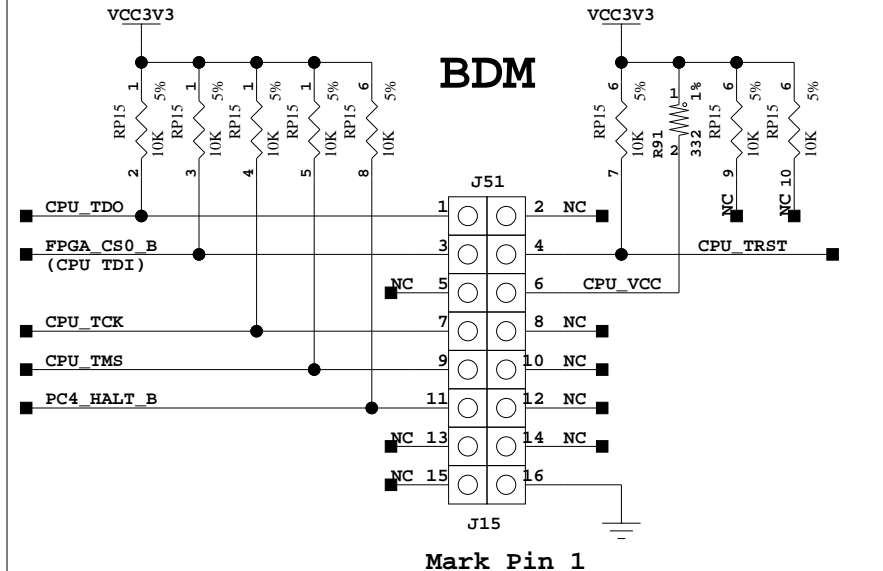 VCC3V3
VCC3V3
BDM
1 5% RP15 10K 2
1 5% RP15 10K 3
1 5% RP15 10K 4
1 5% RP15 10K 5
6 5% RP15 10K 8
6 5% RP15 10K 7
1 1% R91 332 2
6 5% RP15 10K 9 NC
6 5% RP15 10K 10 NC
J51
CPU_TDO 1 2 NC
FPGA_CS0_B 3 4 CPU_TRST
(CPU TDI)
NC 5 6 CPU_VCC
CPU_TCK 7 8 NC
CPU_TMS 9 10 NC
PC4_HALT_B 11 12 NC
NC 13 14 NC
NC 15 16
J15
Mark Pin 1